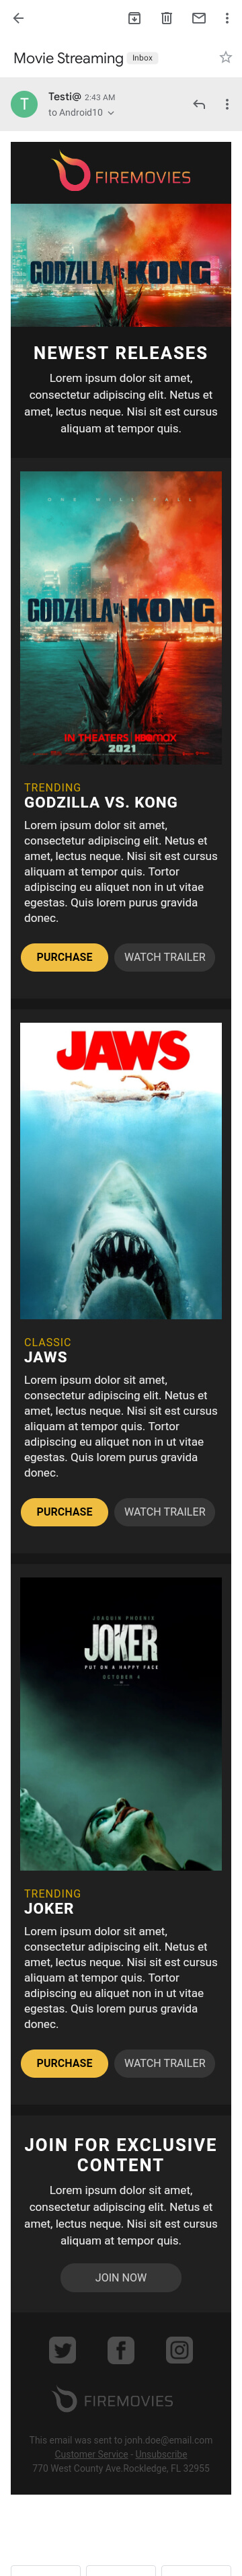 Movie Streaming Inbox
T
Testi@ 2:43 AM
to Android10
FIREMOVIES
GODZILLA VS. KONG
NEWEST RELEASES
Lorem ipsum dolor sit amet,
consectetur adipiscing elit. Netus et
amet, lectus neque. Nisi sit est cursus
aliquam at tempor quis.
ONE WILL FALL
GODZILLA VS. KONG
IN THEATERS HBOMAX
2021
TRENDING
GODZILLA VS. KONG
Lorem ipsum dolor sit amet,
consectetur adipiscing elit. Netus et
amet, lectus neque. Nisi sit est cursus
aliquam at tempor quis. Tortor
adipiscing eu aliquet non in ut vitae
egestas. Quis lorem purus gravida
donec.
PURCHASE WATCH TRAILER
JAWS
CLASSIC
JAWS
Lorem ipsum dolor sit amet,
consectetur adipiscing elit. Netus et
amet, lectus neque. Nisi sit est cursus
aliquam at tempor quis. Tortor
adipiscing eu aliquet non in ut vitae
egestas. Quis lorem purus gravida
donec.
PURCHASE WATCH TRAILER
JOAQUIN PHOENIX
JOKER
PUT ON A HAPPY FACE
OCTOBER 4
TRENDING
JOKER
Lorem ipsum dolor sit amet,
consectetur adipiscing elit. Netus et
amet, lectus neque. Nisi sit est cursus
aliquam at tempor quis. Tortor
adipiscing eu aliquet non in ut vitae
egestas. Quis lorem purus gravida
donec.
PURCHASE WATCH TRAILER
JOIN FOR EXCLUSIVE
CONTENT
Lorem ipsum dolor sit amet,
consectetur adipiscing elit. Netus et
amet, lectus neque. Nisi sit est cursus
aliquam at tempor quis.
JOIN NOW
FIREMOVIES
This email was sent to jonh.doe@email.com
Customer Service - Unsubscribe
770 West County Ave.Rockledge, FL 32955